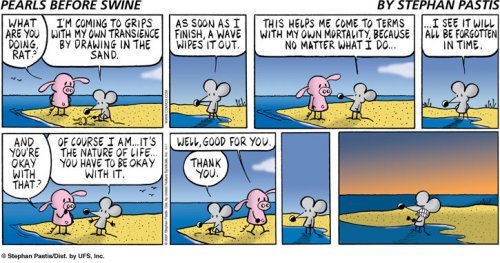 PEARLS BEFORE SWINE
BY STEPHAN PASTIS
WHAT
ARE YOU
DOING,
RAT?
I'M COMING TO GRIPS
WITH MY OWN TRANSIENCE
BY DRAWING IN THE
SAND.
AS SOON AS I
FINISH, A WAVE
WIPES IT OUT.
THIS HELPS ME COME TO TERMS
WITH MY OWN MORTALITY, BECAUSE
NO MATTER WHAT I DO...
...I SEE IT WILL
ALL BE FORGOTTEN
IN TIME.
AND
YOU'RE
OKAY
WITH
THAT?
OF COURSE I AM...IT'S
THE NATURE OF LIFE...
YOU HAVE TO BE OKAY
WITH IT.
WELL, GOOD FOR YOU.
THANK
YOU.
© Stephan Pastis/Dist. by UFS, Inc.